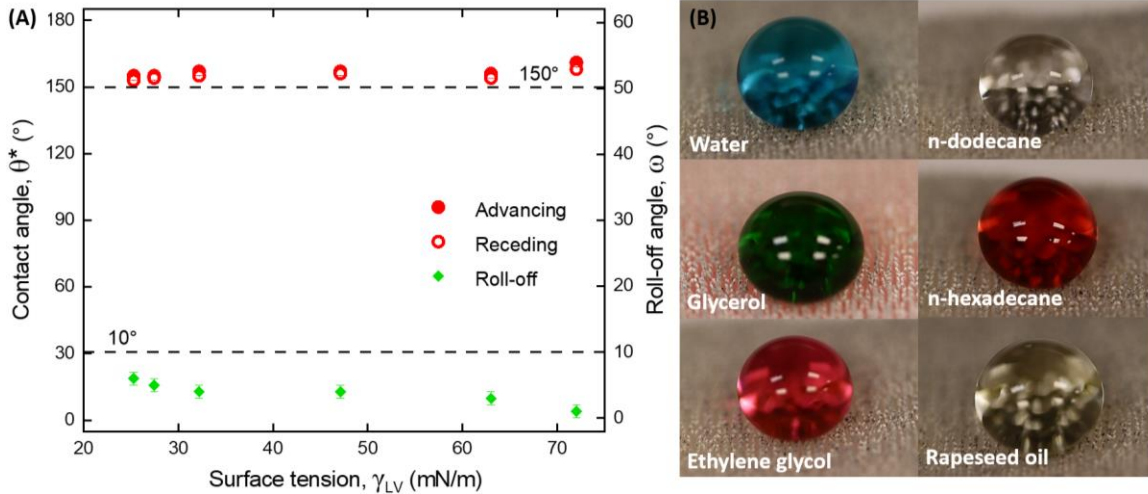 (A)
180
150
120
90
60
30
0
Contact angle, θ* (°)
150°
10°
Advancing
Receding
Roll-off
60
50
40
30
20
10
0
Roll-off angle, ω (°)
20 30 40 50 60 70
Surface tension, γLV (mN/m)
(B)
Water
n-dodecane
Glycerol
n-hexadecane
Ethylene glycol
Rapeseed oil